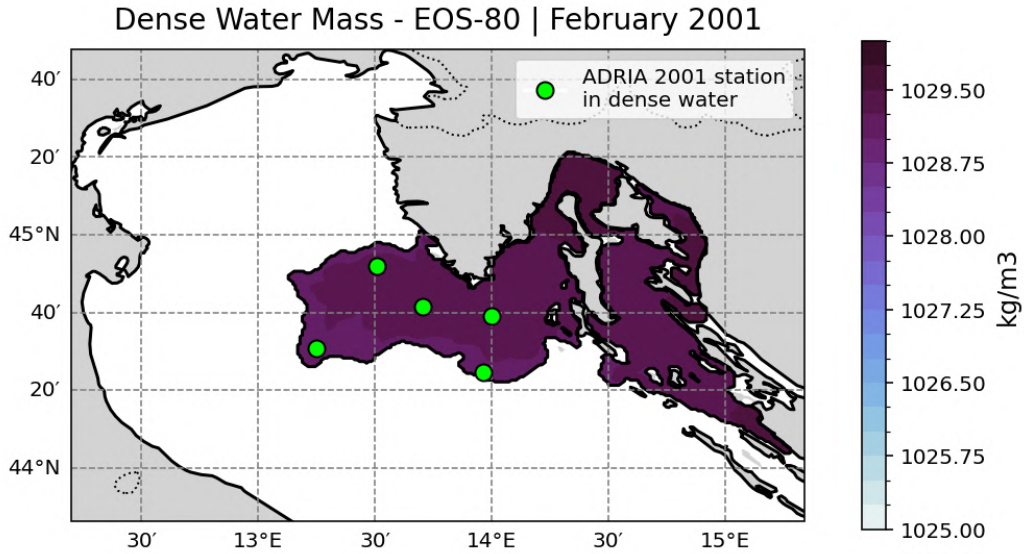 Dense Water Mass - EOS-80 | February 2001
ADRIA 2001 station
in dense water
40′
20′
45°N
40′
20′
44°N
30′
13°E
30′
14°E
30′
15°E
1029.50
1028.75
1028.00
1027.25
1026.50
1025.75
1025.00
kg/m3